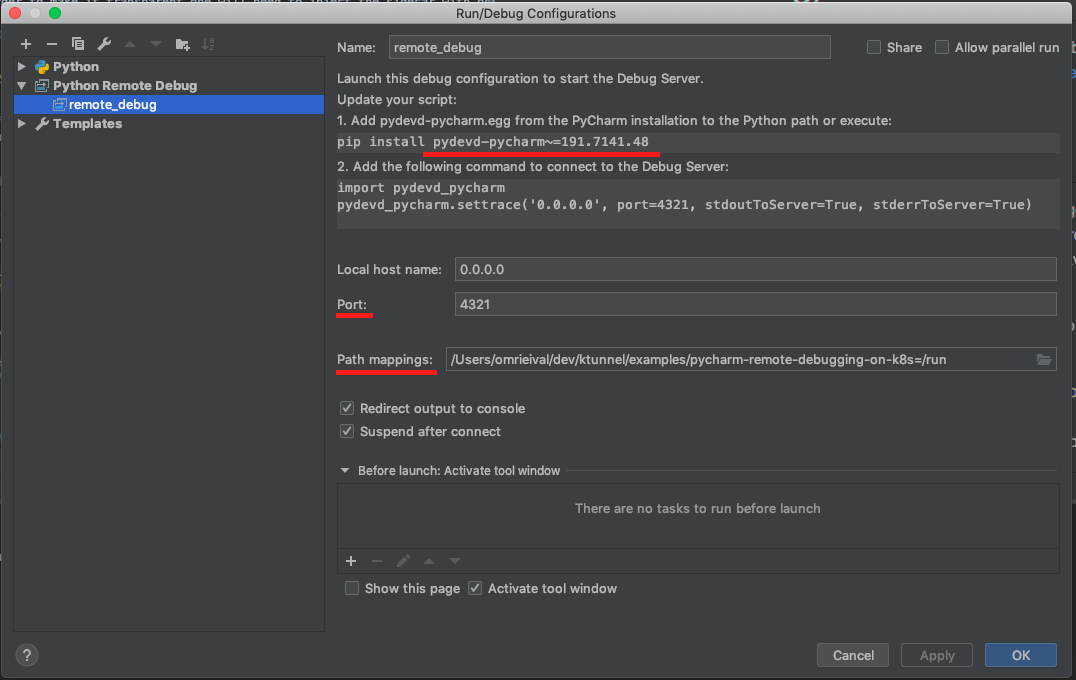 Run/Debug Configurations
Name: remote_debug Share Allow parallel run
Python
Python Remote Debug
remote_debug
Templates
Launch this debug configuration to start the Debug Server.
Update your script:
1. Add pydevd-pycharm.egg from the PyCharm installation to the Python path or execute:
pip install pydevd-pycharm~=191.7141.48
2. Add the following command to connect to the Debug Server:
import pydevd_pycharm
pydevd_pycharm.settrace('0.0.0.0', port=4321, stdoutToServer=True, stderrToServer=True)
Local host name: 0.0.0.0
Port: 4321
Path mappings: /Users/omrieival/dev/ktunnel/examples/pycharm-remote-debugging-on-k8s=/run
Redirect output to console
Suspend after connect
Before launch: Activate tool window
There are no tasks to run before launch
Show this page Activate tool window
? Cancel Apply OK